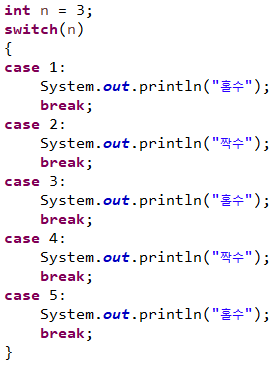 int n = 3;
switch(n)
{
case 1:
    System.out.println("홀수");
    break;
case 2:
    System.out.println("짝수");
    break;
case 3:
    System.out.println("홀수");
    break;
case 4:
    System.out.println("짝수");
    break;
case 5:
    System.out.println("홀수");
    break;
}